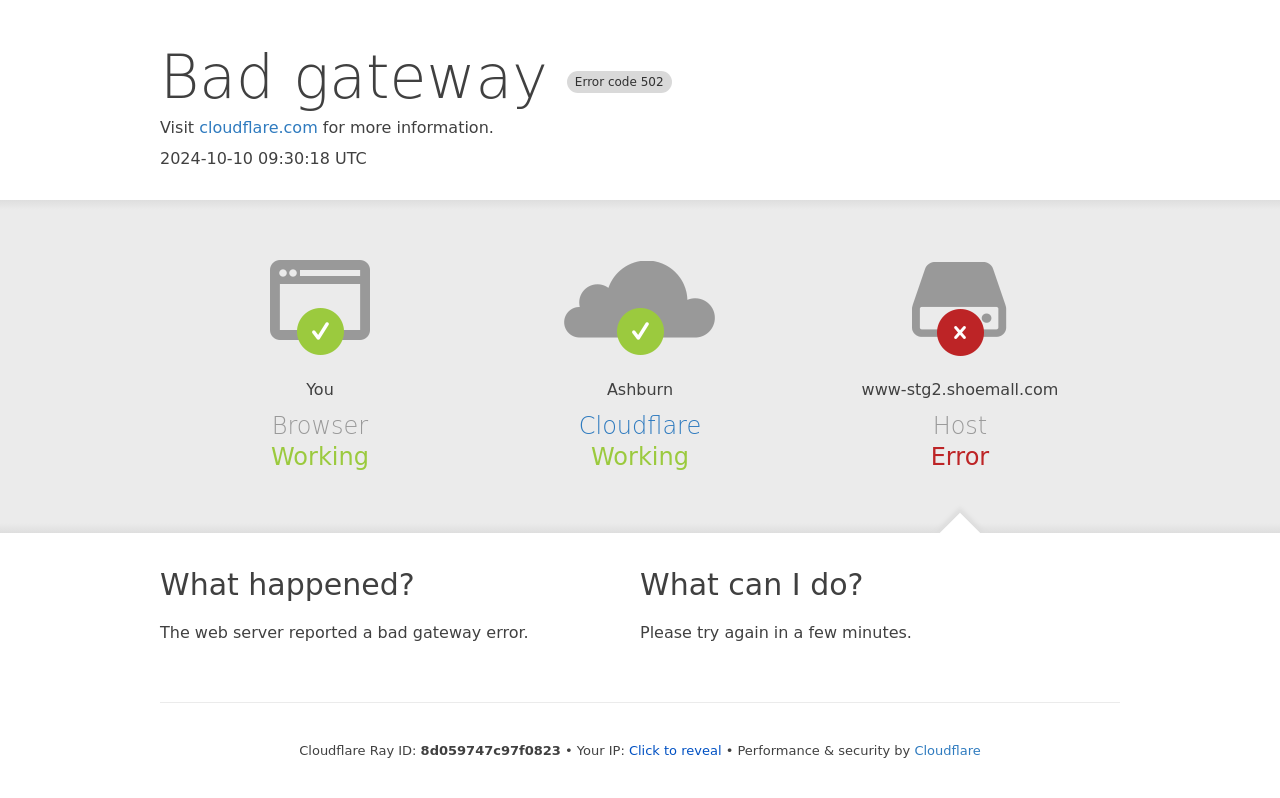 Bad gateway Error code 502
Visit cloudflare.com for more information.
2024-10-10 09:30:18 UTC
You
Browser
Working
Ashburn
Cloudflare
Working
www-stg2.shoemall.com
Host
Error
What happened?
The web server reported a bad gateway error.
What can I do?
Please try again in a few minutes.
Cloudflare Ray ID: 8d059747c97f0823 • Your IP: Click to reveal • Performance & security by Cloudflare